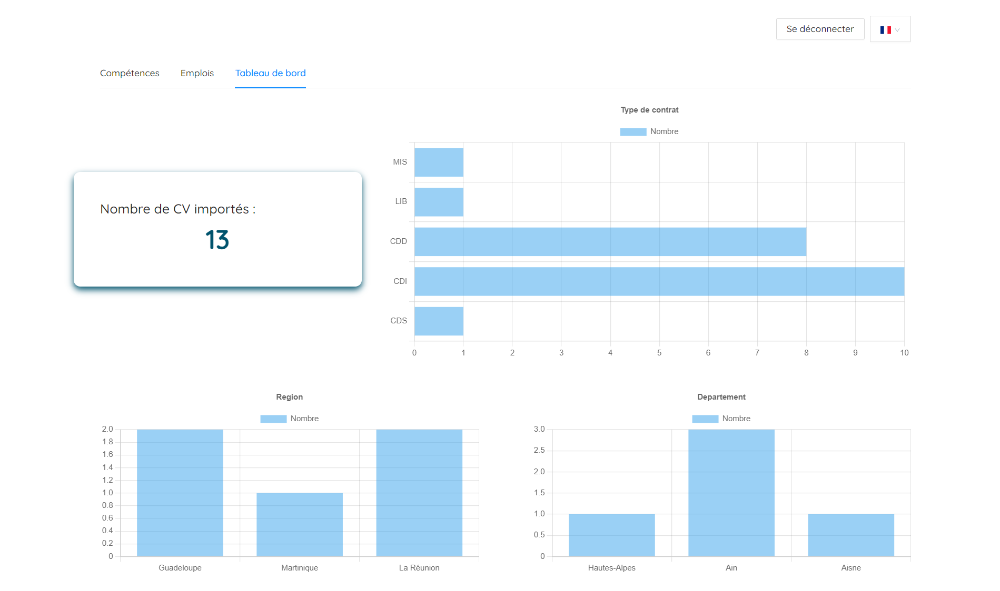 Se déconnecter
Compétences Emplois Tableau de bord
Nombre de CV importés :
13
Type de contrat
Nombre
MIS
LIB
CDD
CDI
CDS
0 1 2 3 4 5 6 7 8 9 10
Region
Nombre
2.0
1.8
1.6
1.4
1.2
1.0
0.8
0.6
0.4
0.2
0
Guadeloupe Martinique La Réunion
Departement
Nombre
3.0
2.5
2.0
1.5
1.0
0.5
0
Hautes-Alpes Ain Aisne